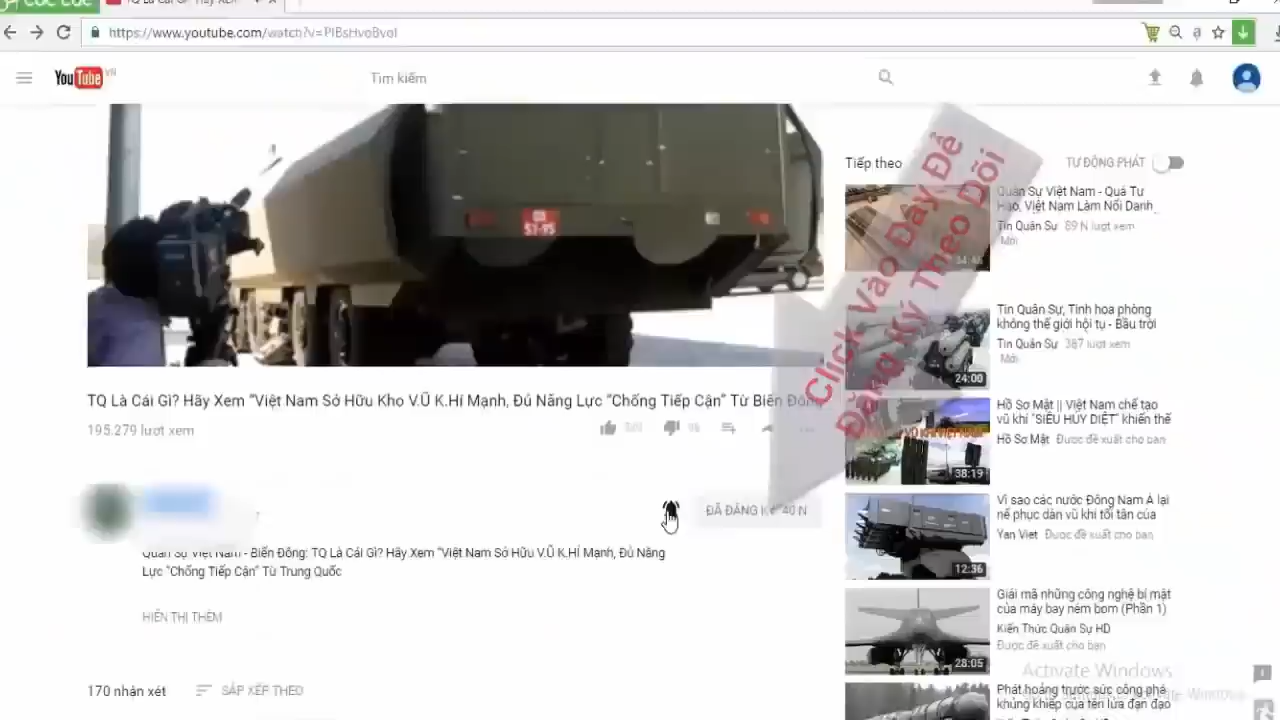 CỐC CỐC
https://www.youtube.com/watch?v=PlBsHvoBvoI
YouTube VN
Tìm kiếm
Click Vào Đây Để
Đăng Ký Theo Dõi
TQ Là Cái Gì? Hãy Xem “Việt Nam Sở Hữu Kho V.Ũ K.Hí Mạnh, Đủ Năng Lực “Chống Tiếp Cận” Từ Biển Đông
195.279 lượt xem
ĐÃ ĐĂNG KÝ 40 N
Quân Sự Việt Nam - Biển Đông: TQ Là Cái Gì? Hãy Xem “Việt Nam Sở Hữu V.Ũ K.HÍ Mạnh, Đủ Năng
Lực “Chống Tiếp Cận” Từ Trung Quốc
HIỂN THỊ THÊM
170 nhận xét
SẮP XẾP THEO
Tiếp theo
TỰ ĐỘNG PHÁT
Quân Sự Việt Nam - Quá Tự
Hào, Việt Nam Làm Nổi Danh
Tin Quân Sự 89 N lượt xem
Mới
Tin Quân Sự, Tinh hoa phòng
không thế giới hội tụ - Bầu trời
Tin Quân Sự 387 lượt xem
Mới
24:00
Hồ Sơ Mật || Việt Nam chế tạo
vũ khí "SIÊU HỦY DIỆT" khiến thế
Hồ Sơ Mật Được đề xuất cho bạn
38:19
Vì sao các nước Đông Nam Á lại
nể phục dàn vũ khí tối tân của
Yan Viet Được đề xuất cho bạn
12:36
Giải mã những công nghệ bí mật
của máy bay ném bom (Phần 1)
Kiến Thức Quân Sự HD
Được đề xuất cho bạn
28:05
Activate Windows
Phát hoảng trước sức công phá
khủng khiếp của tên lửa đạn đạo